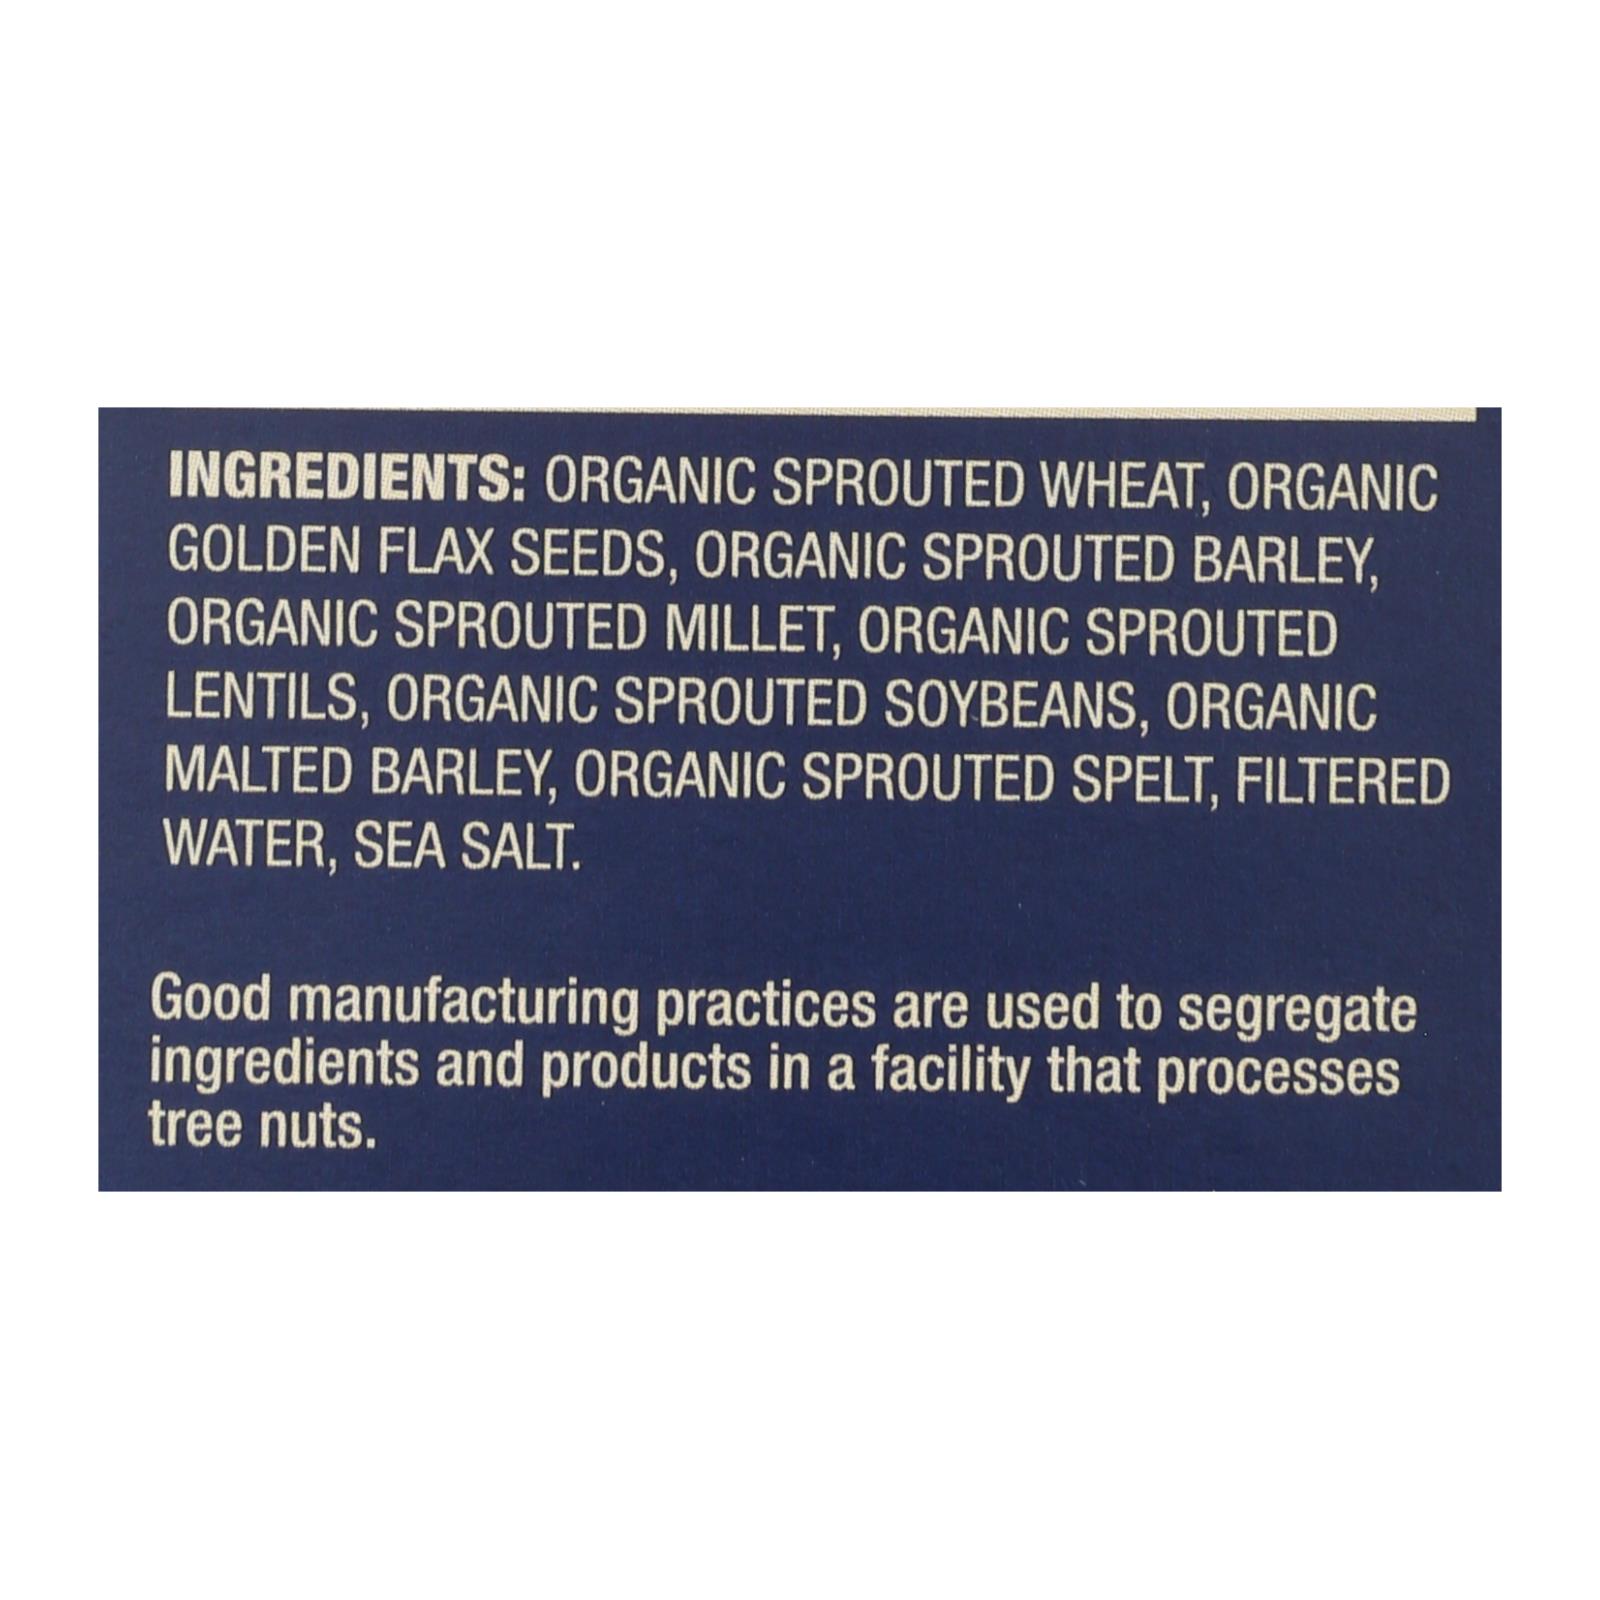 INGREDIENTS: ORGANIC SPROUTED WHEAT, ORGANIC
GOLDEN FLAX SEEDS, ORGANIC SPROUTED BARLEY,
ORGANIC SPROUTED MILLET, ORGANIC SPROUTED
LENTILS, ORGANIC SPROUTED SOYBEANS, ORGANIC
MALTED BARLEY, ORGANIC SPROUTED SPELT, FILTERED
WATER, SEA SALT.
Good manufacturing practices are used to segregate
ingredients and products in a facility that processes
tree nuts.